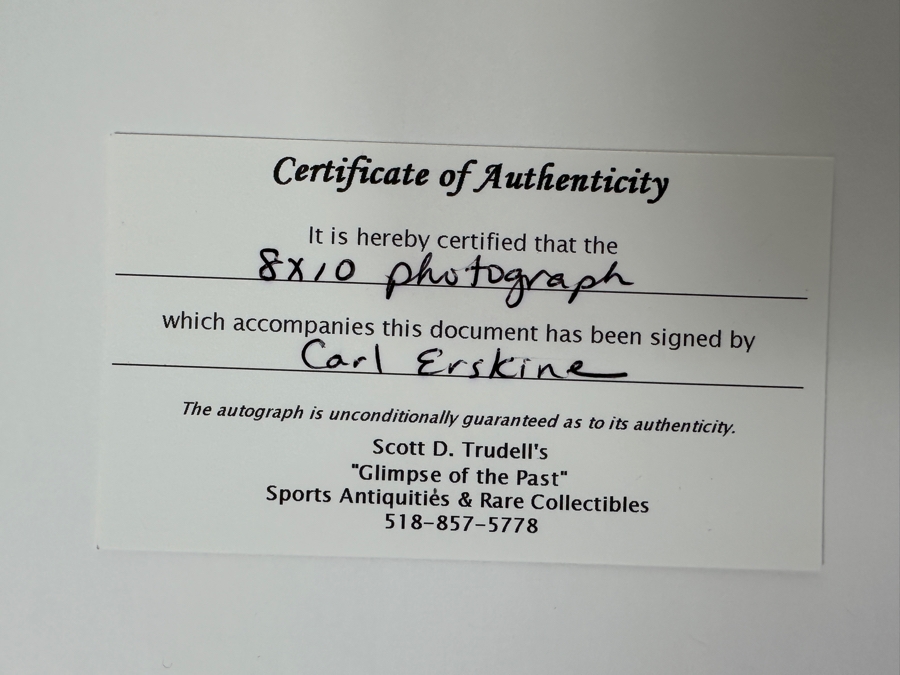 Certificate of Authenticity
It is hereby certified that the
8x10 photograph
which accompanies this document has been signed by
Carl Erskine
The autograph is unconditionally guaranteed as to its authenticity.
Scott D. Trudell's
"Glimpse of the Past"
Sports Antiquities & Rare Collectibles
518-857-5778